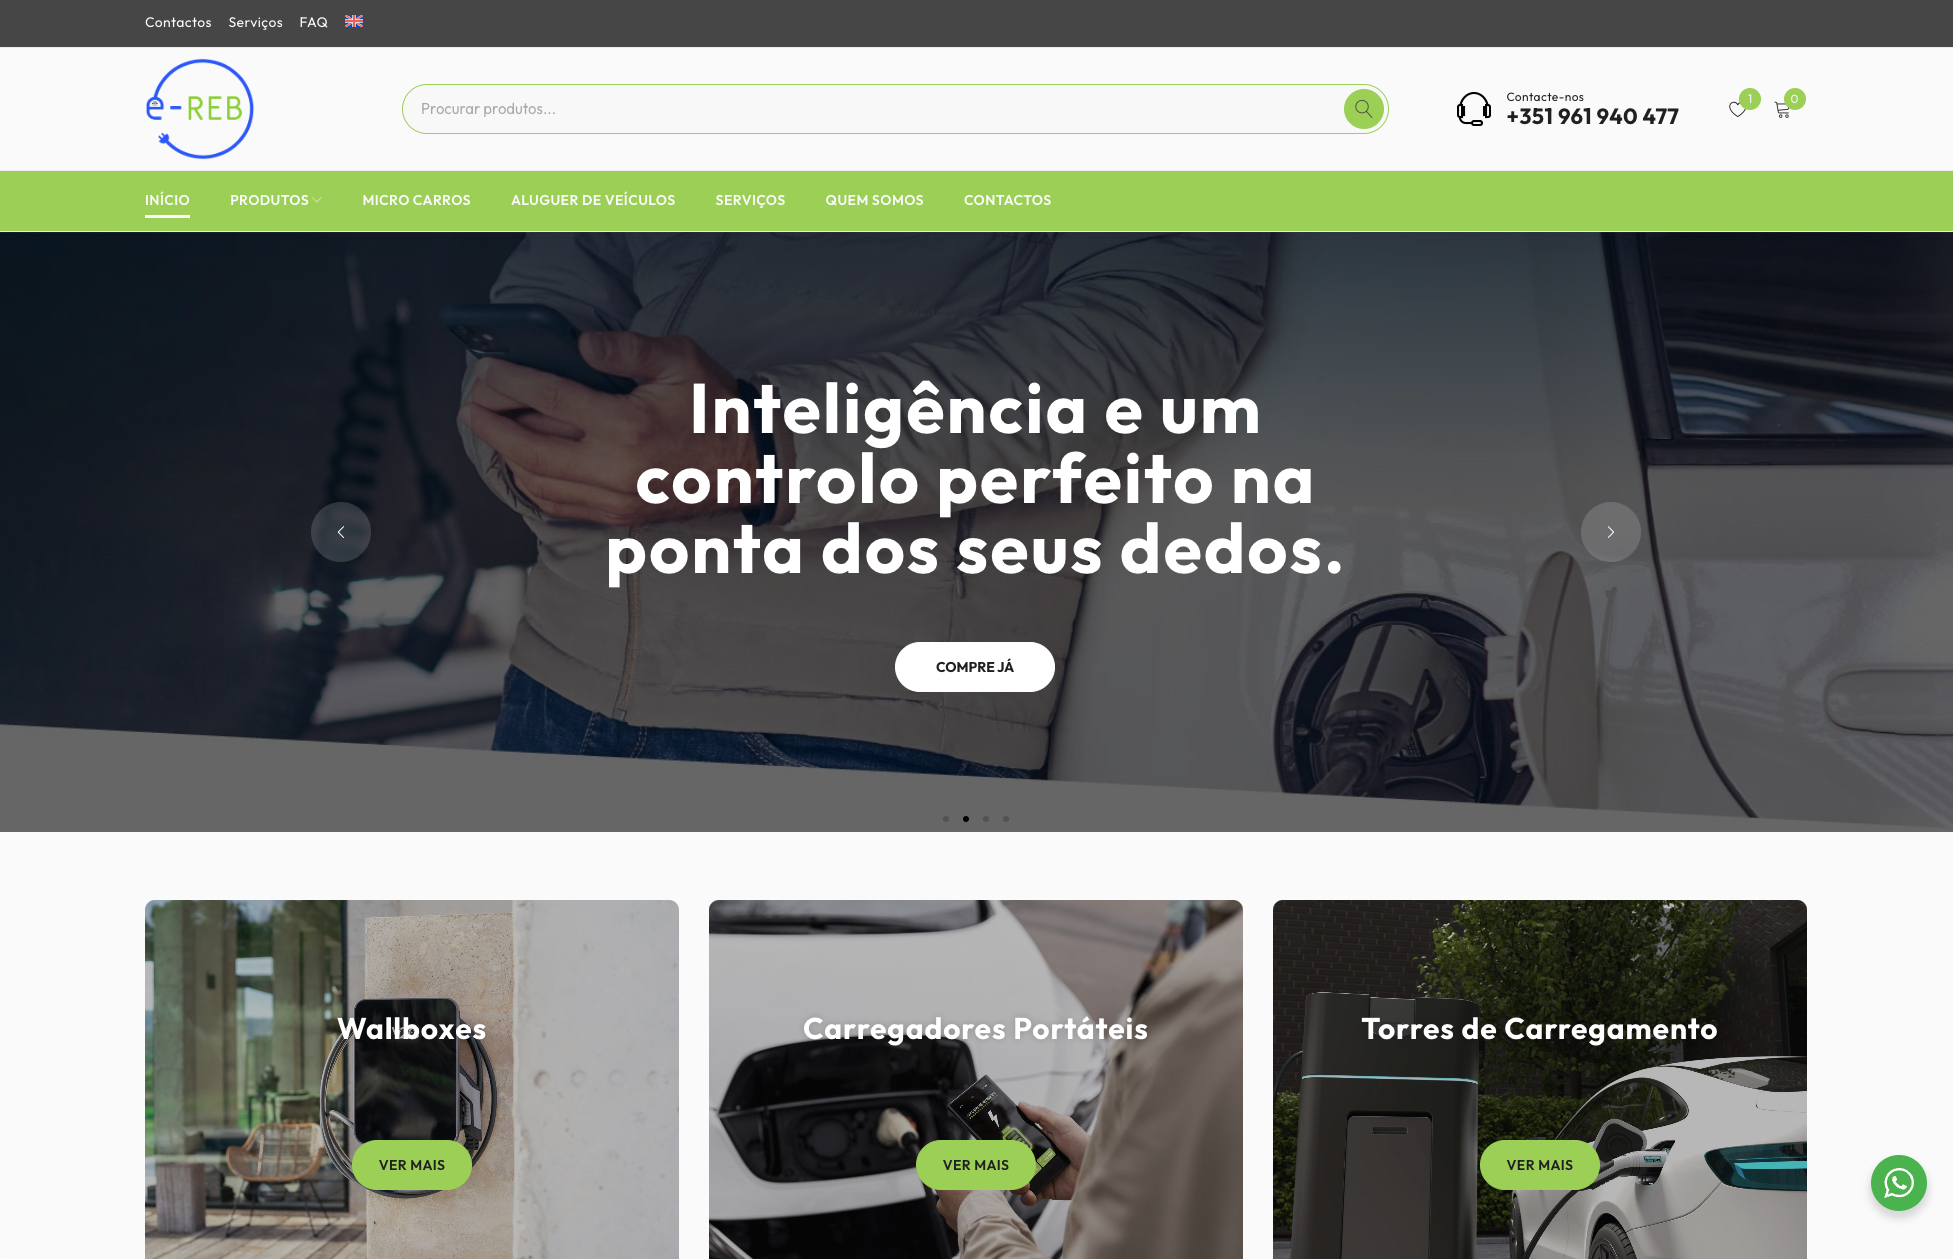 Contactos Serviços FAQ
e-REB
Procurar produtos...
Contacte-nos
+351 961 940 477
1
0
INÍCIO PRODUTOS MICRO CARROS ALUGUER DE VEÍCULOS SERVIÇOS QUEM SOMOS CONTACTOS
Inteligência e um
controlo perfeito na
ponta dos seus dedos.
COMPRE JÁ
Wallboxes
Carregadores Portáteis
Torres de Carregamento
VER MAIS
VER MAIS
VER MAIS